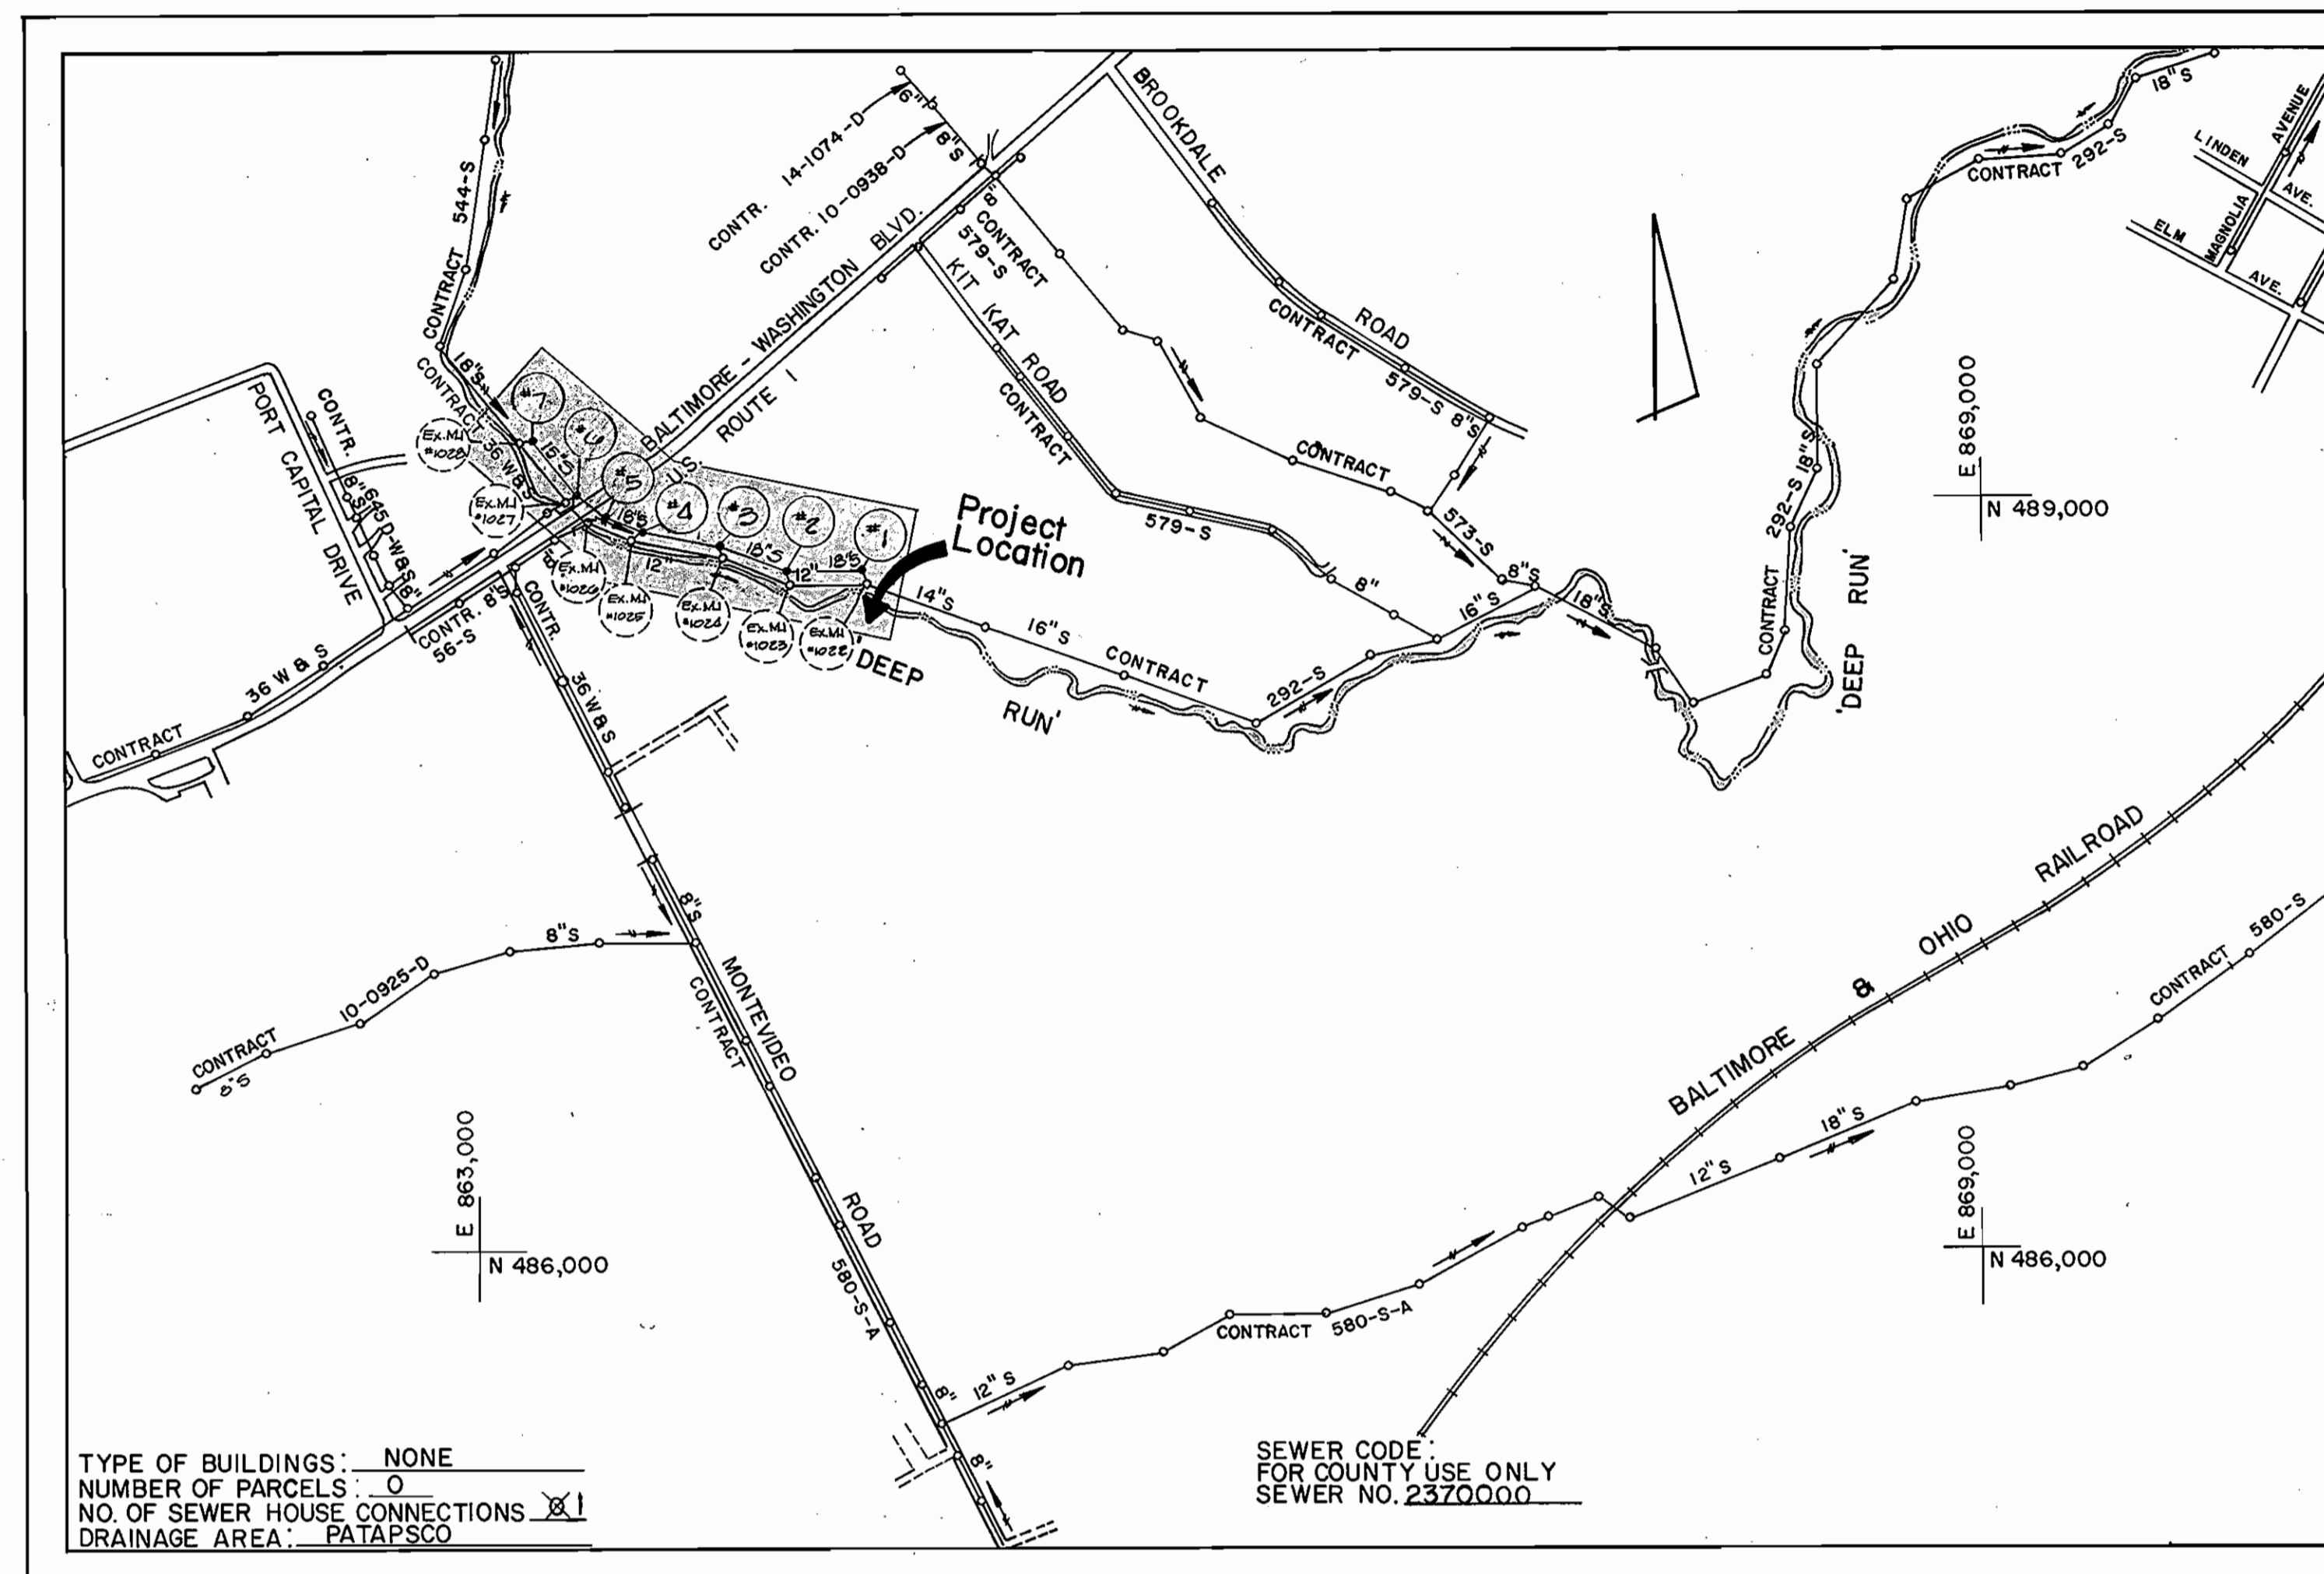 CONTRACT 544-S
18"S
CONTRACT 36 W&S
15"S
PORT CAPITAL DRIVE
CONTR. 645 D-W&S
8"S
8"
Ex.MH #1028
Ex.MH #1027
Ex.MH #1026
Ex.MH #1025
Ex.MH #1024
Ex.MH #1023
Ex.MH #1022
#7
#6
#5
#4
#3
#2
#1
18"S
18"S
18"S
12"
12"
Project
Location
BALTIMORE - WASHINGTON BLVD.
U.S. ROUTE 1
CONTR. 14-1074-D
CONTR. 10-0938-D
6"
8"S
8"
CONTRACT
579-S
KIT KAT ROAD
CONTRACT
579-S
8"
BROOKDALE ROAD
CONTRACT
579-S 8"S
CONTRACT
573-S
8"S
14"S
16"S
CONTRACT
292-S
16"S
18"S
'DEEP
RUN'
'DEEP RUN'
CONTRACT 292-S 18"S
CONTRACT 292-S
18"S
LINDEN AVE.
MAGNOLIA AVENUE
ELM AVE.
E 869,000
N 489,000
CONTRACT 36 W & S
CONTR. 8"S
56-S
CONTR. 36 W&S
8"S
MONTEVIDEO ROAD
CONTRACT 580-S-A
8"
8"
CONTRACT 10-0925-D
8"S
8"S
E 863,000
N 486,000
12" S
CONTRACT 580-S-A
12" S
18" S
CONTRACT 580-S
BALTIMORE & OHIO RAILROAD
E 869,000
N 486,000
TYPE OF BUILDINGS: NONE
NUMBER OF PARCELS: 0
NO. OF SEWER HOUSE CONNECTIONS 1
DRAINAGE AREA: PATAPSCO
SEWER CODE:
FOR COUNTY USE ONLY
SEWER NO. 2370000